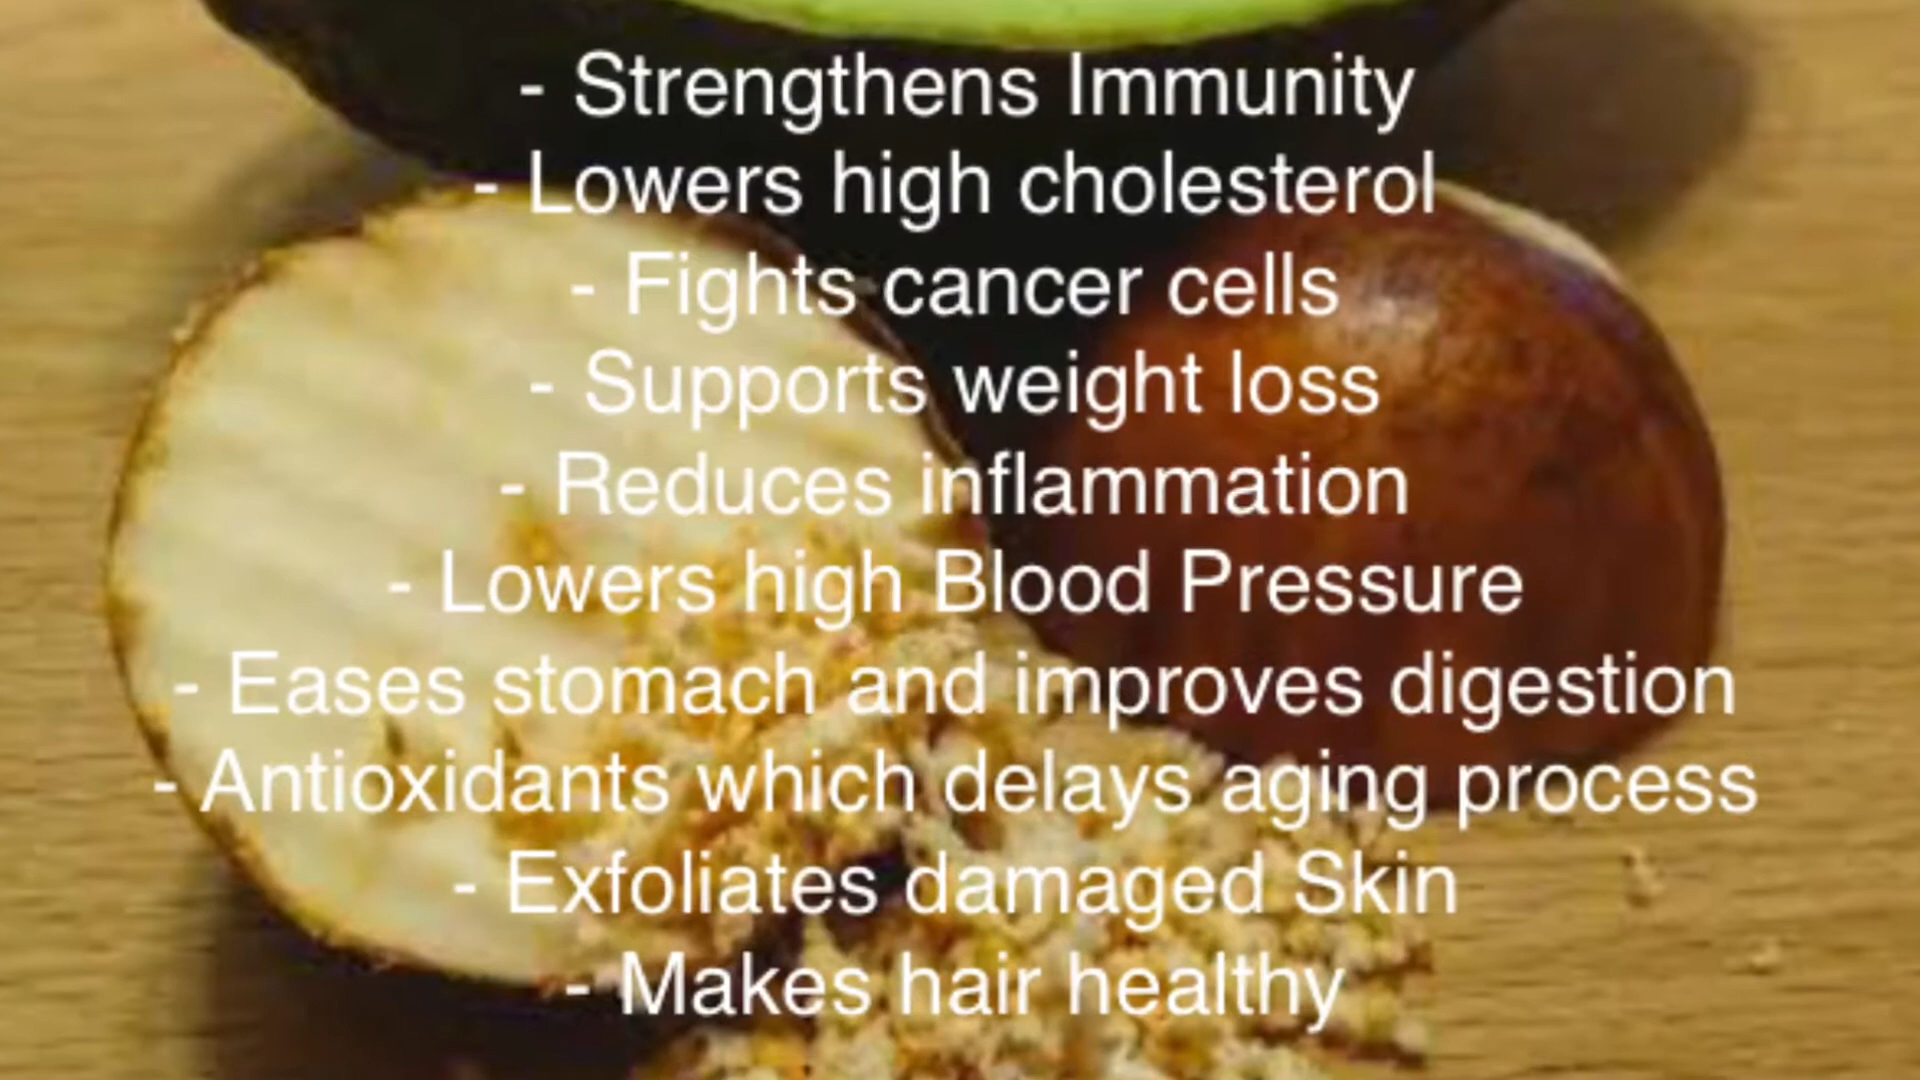 - Strengthens Immunity
- Lowers high cholesterol
- Fights cancer cells
- Supports weight loss
- Reduces inflammation
- Lowers high Blood Pressure
- Eases stomach and improves digestion
- Antioxidants which delays aging process
- Exfoliates damaged Skin
- Makes hair healthy